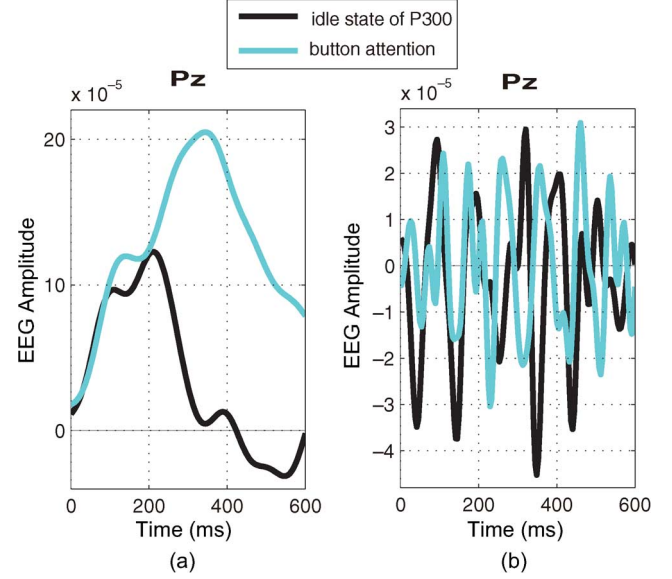 idle state of P300
button attention
Pz
x 10⁻⁵
20
10
0
EEG Amplitude
0
200
400
600
Time (ms)
(a)
Pz
x 10⁻⁵
3
2
1
0
−1
−2
−3
−4
EEG Amplitude
0
200
400
600
Time (ms)
(b)